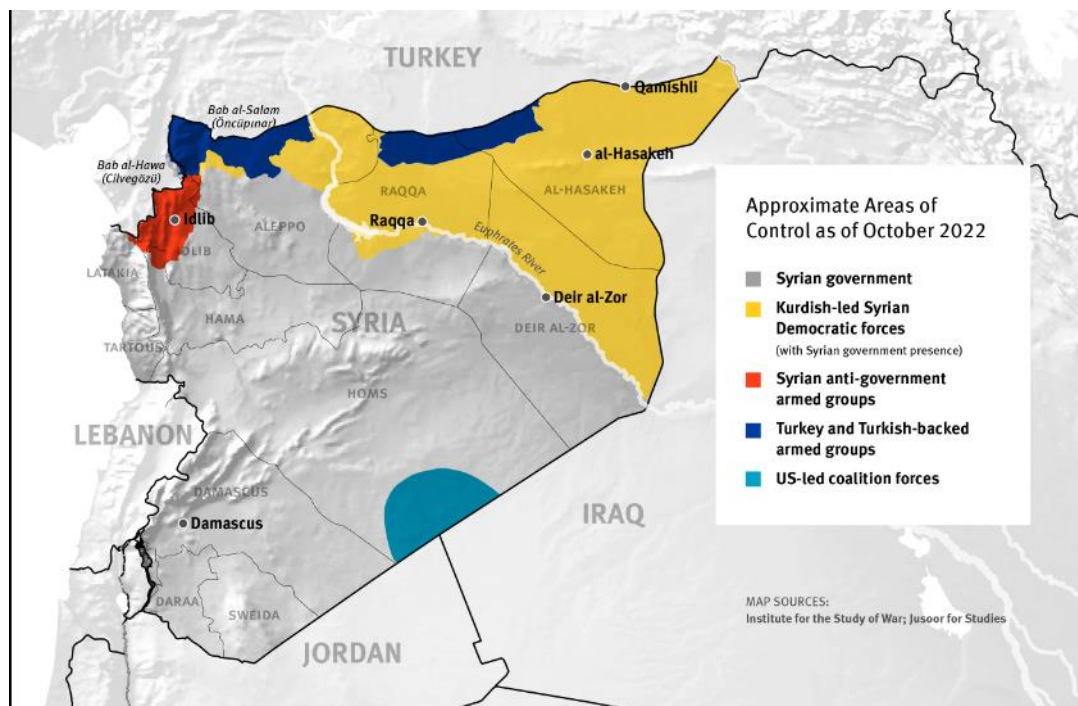 TURKEY
Qamishli
Bab al-Salam
(Öncüpınar)
al-Hasakeh
Bab al-Hawa
(Cilvegözü)
RAQQA
AL-HASAKEH
Idlib
Raqqa
ALEPPO
IDLIB
Euphrates River
LATAKIA
Deir al-Zor
HAMA
SYRIA
DEIR AL-ZOR
TARTOUS
HOMS
LEBANON
DAMASCUS
Damascus
IRAQ
DARAA
SWEIDA
JORDAN
Approximate Areas of
Control as of October 2022
Syrian government
Kurdish-led Syrian
Democratic forces
(with Syrian government presence)
Syrian anti-government
armed groups
Turkey and Turkish-backed
armed groups
US-led coalition forces
MAP SOURCES:
Institute for the Study of War; Jusoor for Studies